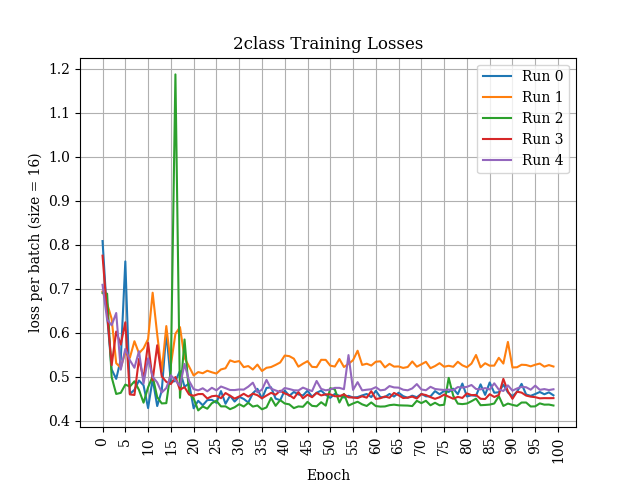 2class Training Losses
loss per batch (size = 16)
1.2
1.1
1.0
0.9
0.8
0.7
0.6
0.5
0.4
Run 0
Run 1
Run 2
Run 3
Run 4
0 5 10 15 20 25 30 35 40 45 50 55 60 65 70 75 80 85 90 95 100
Epoch